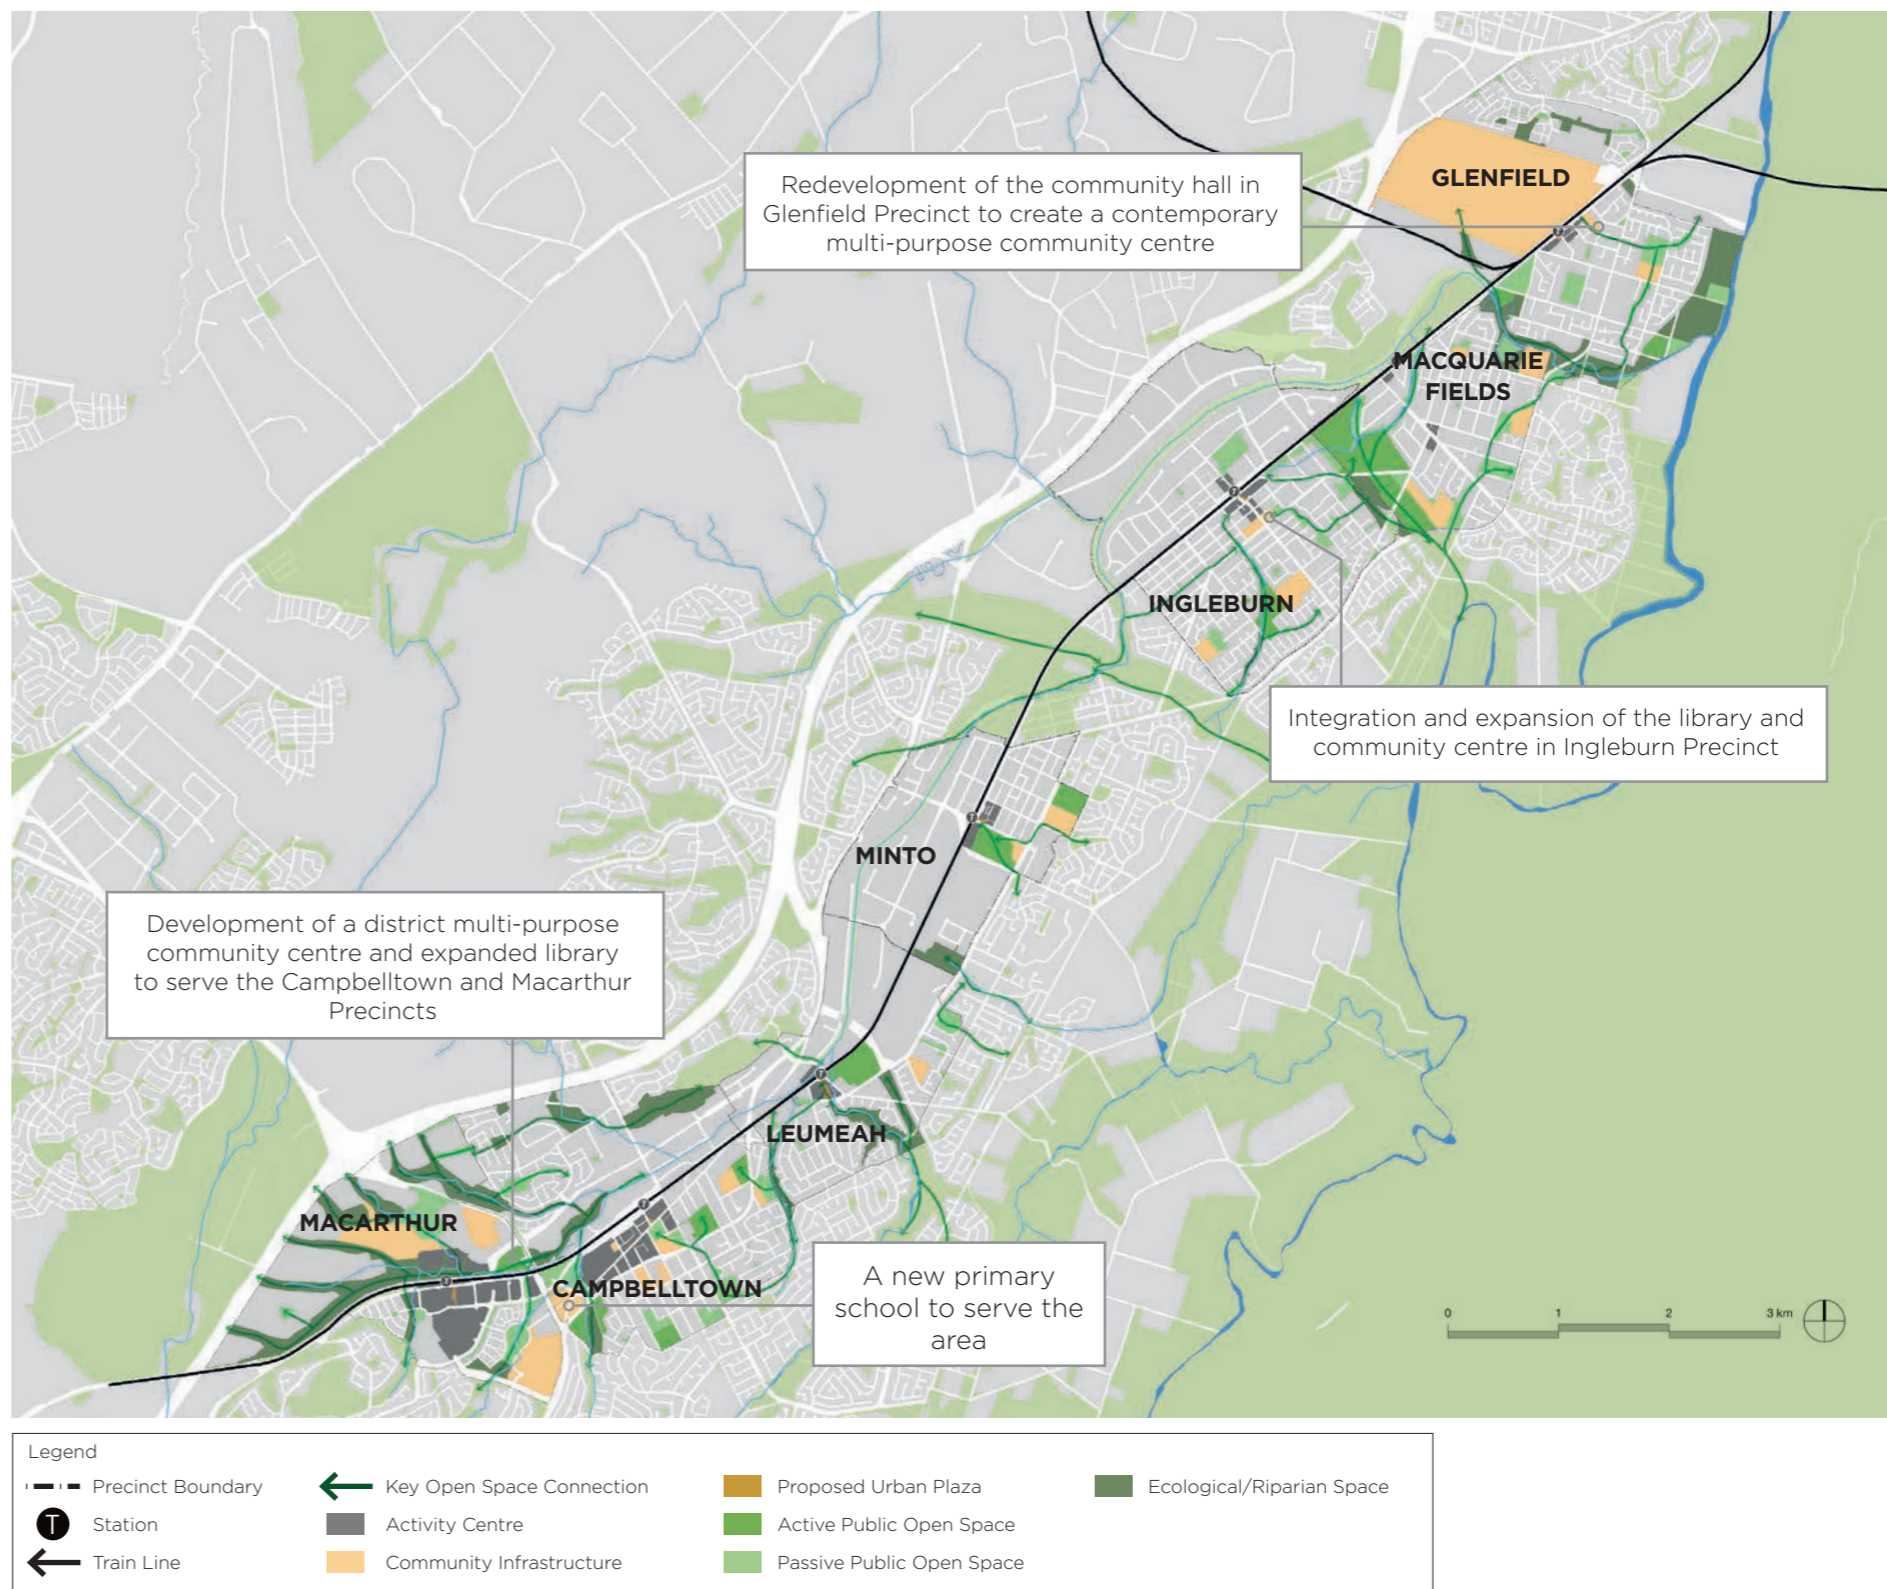 GLENFIELD
Redevelopment of the community hall in
Glenfield Precinct to create a contemporary
multi-purpose community centre
T
MACQUARIE
FIELDS
T
INGLEBURN
Integration and expansion of the library and
community centre in Ingleburn Precinct
T
MINTO
Development of a district multi-purpose
community centre and expanded library
to serve the Campbelltown and Macarthur
Precincts
T
LEUMEAH
T
MACARTHUR
T
CAMPBELLTOWN
A new primary
school to serve the
area
0 1 2 3 km
Legend
Precinct Boundary
T Station
Train Line
Key Open Space Connection
Activity Centre
Community Infrastructure
Proposed Urban Plaza
Active Public Open Space
Passive Public Open Space
Ecological/Riparian Space